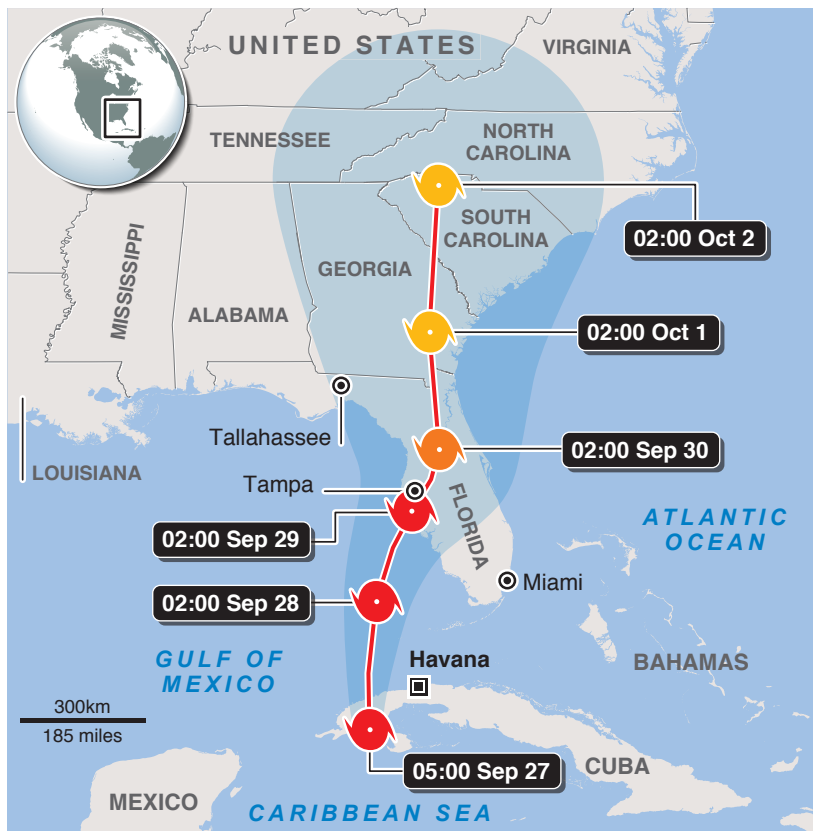 UNITED STATES
VIRGINIA
TENNESSEE
NORTH
CAROLINA
SOUTH
CAROLINA
02:00 Oct 2
GEORGIA
MISSISSIPPI
ALABAMA
02:00 Oct 1
Tallahassee
02:00 Sep 30
LOUISIANA
Tampa
FLORIDA
ATLANTIC
OCEAN
02:00 Sep 29
Miami
02:00 Sep 28
GULF OF
MEXICO
Havana
BAHAMAS
300km
185 miles
05:00 Sep 27
CUBA
MEXICO
CARIBBEAN SEA